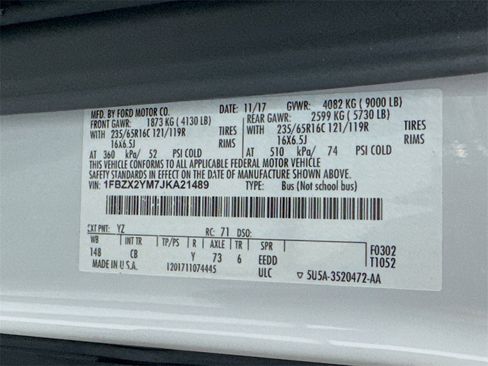 MFD. BY FORD MOTOR CO. DATE: 11/17 GVWR: 4082 KG ( 9000 LB)
FRONT GAWR: 1873 KG ( 4130 LB) REAR GAWR: 2599 KG ( 5730 LB)
WITH 235/65R16C 121/119R TIRES WITH 235/65R16C 121/119R TIRES
16X6.5J RIMS 16X6.5J RIMS
AT 360 kPa/ 52 PSI COLD AT 510 kPa/ 74 PSI COLD
THIS VEHICLE CONFORMS TO ALL APPLICABLE FEDERAL MOTOR VEHICLE
SAFETY STANDARDS IN EFFECT ON THE DATE OF MANUFACTURE SHOWN ABOVE.
VIN: 1FBZX2YM7JKA21489 TYPE: Bus (Not school bus)
EXT PNT: YZ RC: 71 DSO:
WB INT TR TP/PS R AXLE TR SPR F0302
148 CB Y 73 6 EEDD T1052
MADE IN U.S.A. 1201711074445 ULC 5U5A-3520472-AA